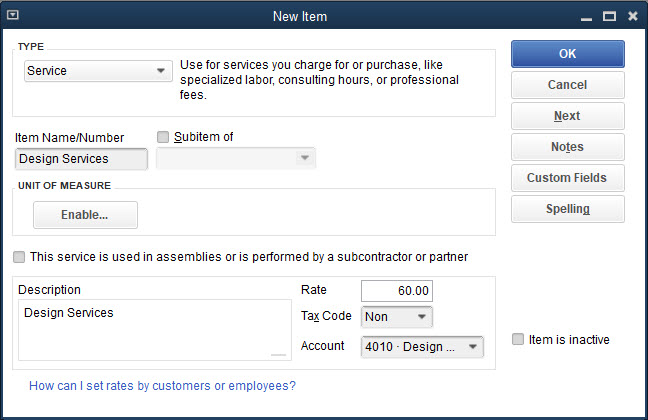 New Item
TYPE
Service
Use for services you charge for or purchase, like
specialized labor, consulting hours, or professional
fees.
OK
Cancel
Next
Notes
Custom Fields
Spelling
Item Name/Number
Subitem of
Design Services
UNIT OF MEASURE
Enable...
This service is used in assemblies or is performed by a subcontractor or partner
Description
Design Services
Rate
60.00
Tax Code
Non
Account
4010 · Design ...
Item is inactive
How can I set rates by customers or employees?